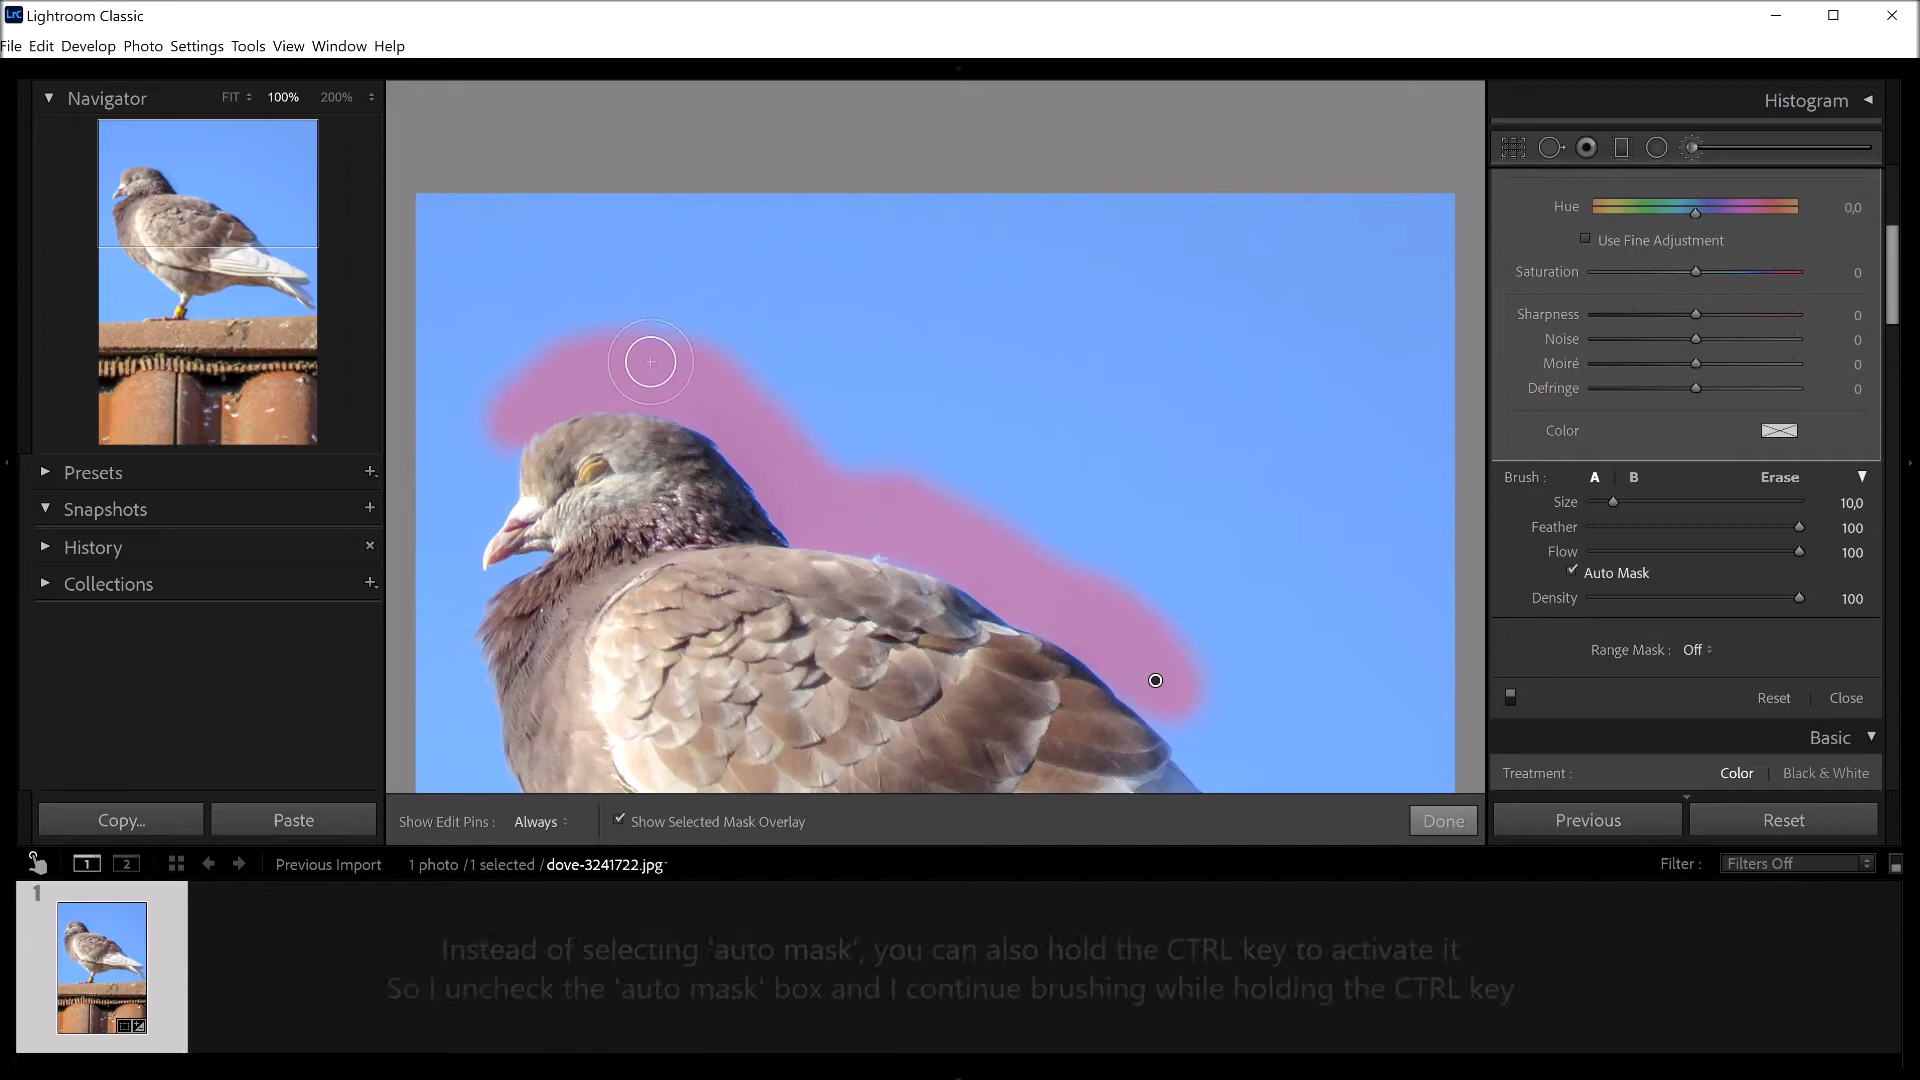 LrC Lightroom Classic
File Edit Develop Photo Settings Tools View Window Help
Navigator FIT 100% 200%
Presets
Snapshots
History
Collections
Copy... Paste
Show Edit Pins : Always Show Selected Mask Overlay Done
Histogram
Hue 0,0
Use Fine Adjustment
Saturation 0
Sharpness 0
Noise 0
Moiré 0
Defringe 0
Color
Brush : A B Erase
Size 10,0
Feather 100
Flow 100
Auto Mask
Density 100
Range Mask : Off
Reset Close
Basic
Treatment : Color Black & White
Previous Reset
1 2 Previous Import 1 photo / 1 selected / dove-3241722.jpg
Filter : Filters Off
1
Instead of selecting 'auto mask', you can also hold the CTRL key to activate it
So I uncheck the 'auto mask' box and I continue brushing while holding the CTRL key